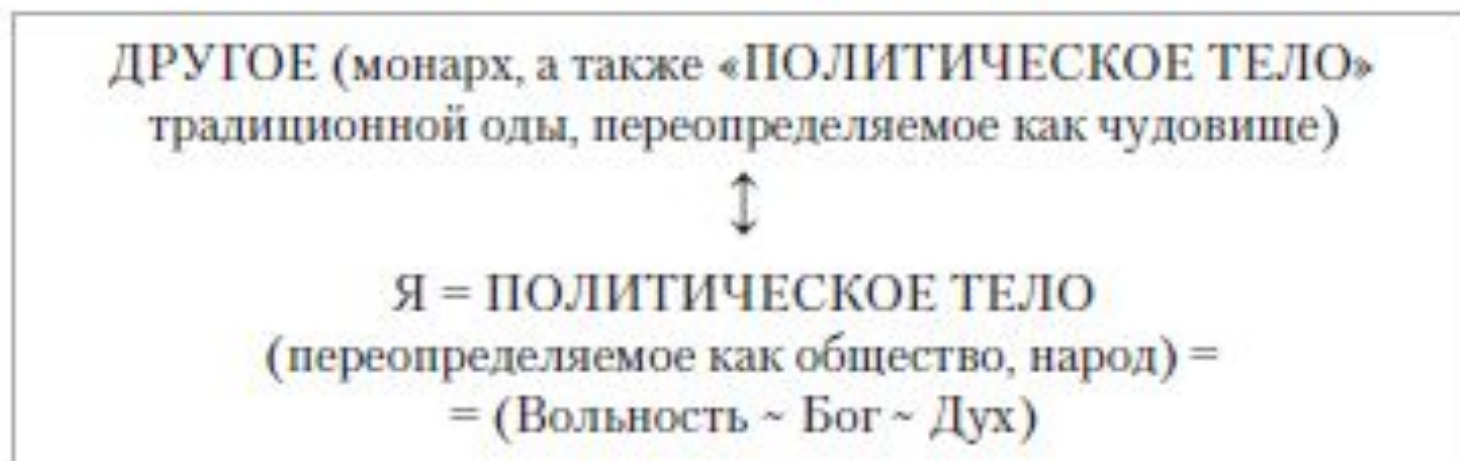 ДРУГОЕ (монарх, а также «ПОЛИТИЧЕСКОЕ ТЕЛО»
традиционной оды, переопределяемое как чудовище)
↕
Я = ПОЛИТИЧЕСКОЕ ТЕЛО
(переопределяемое как общество, народ) =
= (Вольность ~ Бог ~ Дух)